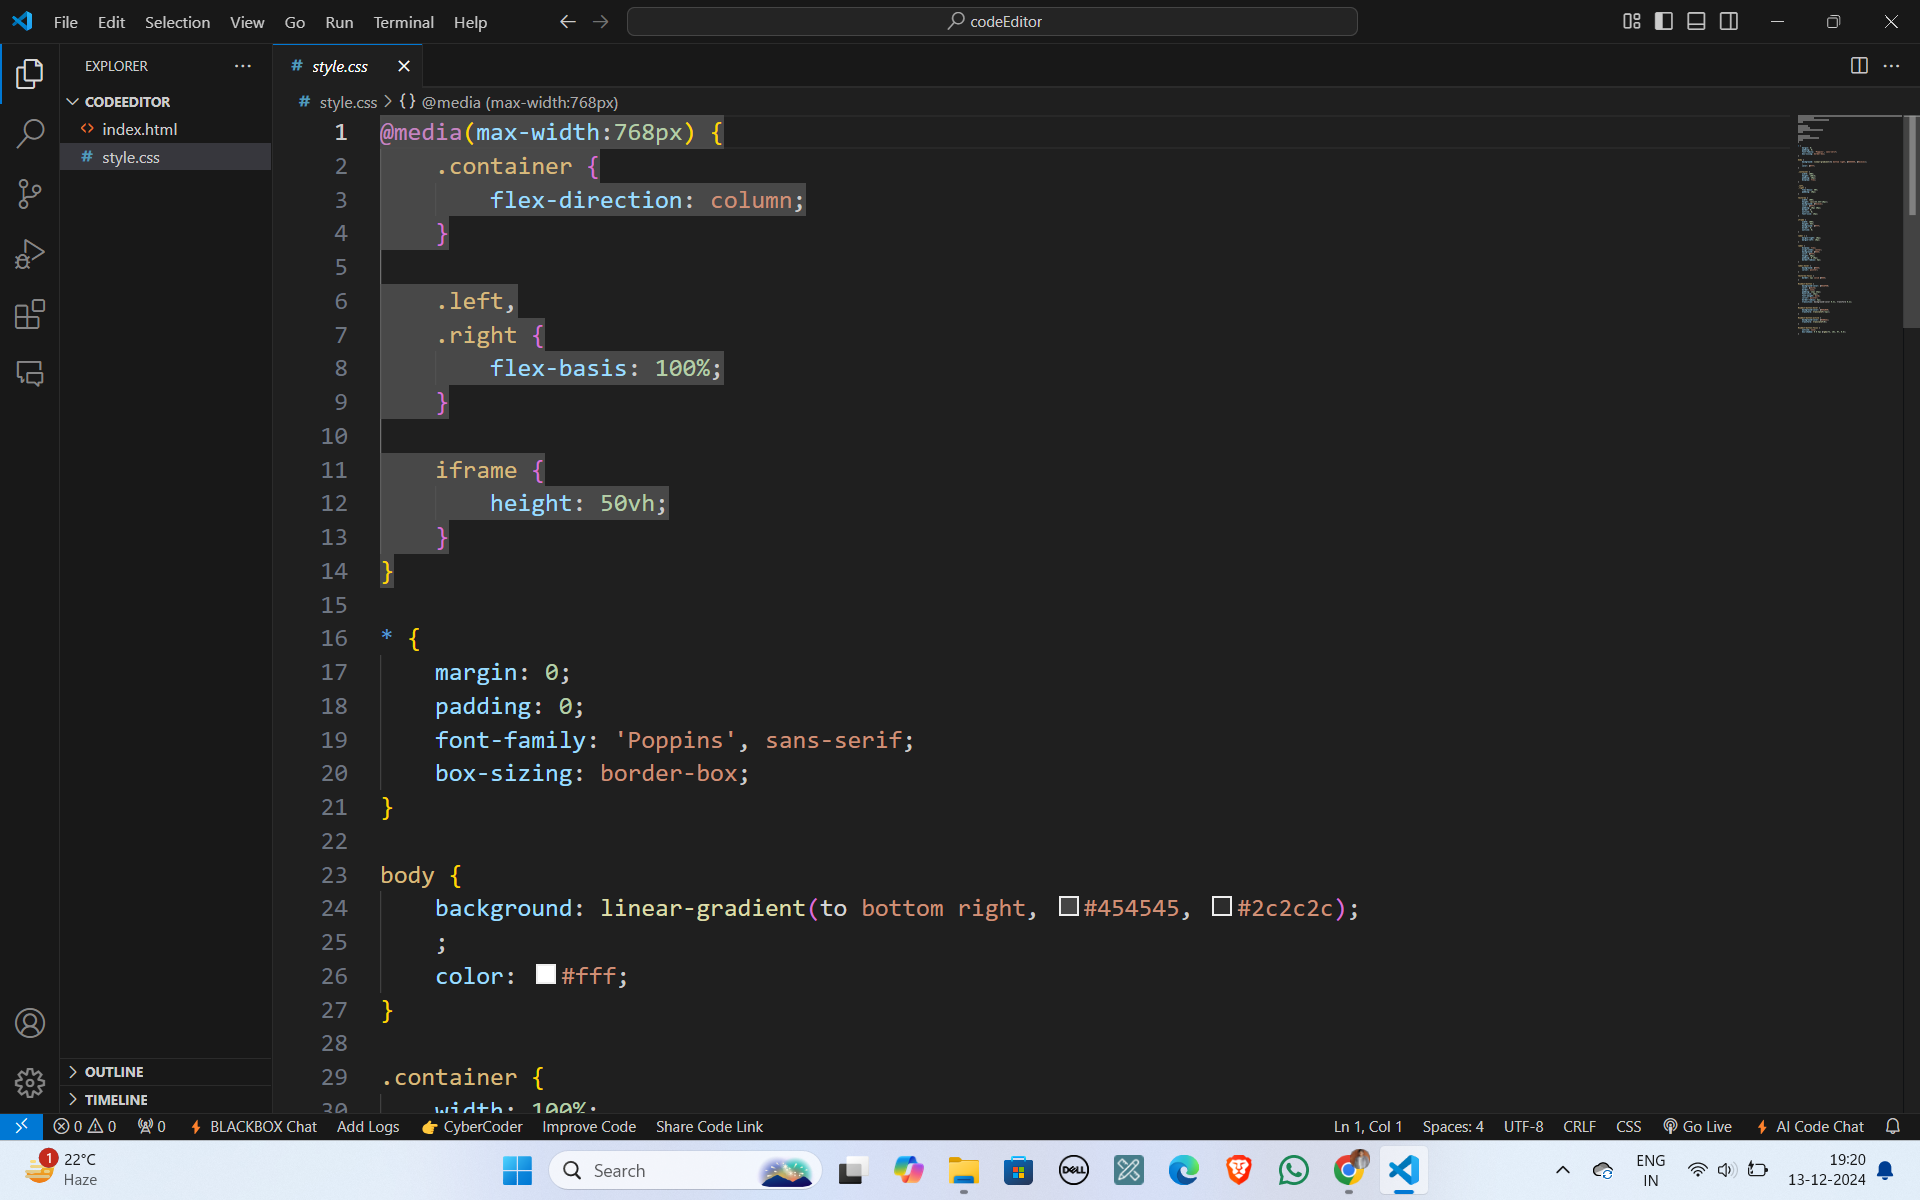 File Edit Selection View Go Run Terminal Help
codeEditor
EXPLORER
# style.css
CODEEDITOR
index.html
# style.css
# style.css > {} @media (max-width:768px)
1 @media(max-width:768px) {
2 .container {
3 flex-direction: column;
4 }
5
6 .left,
7 .right {
8 flex-basis: 100%;
9 }
10
11 iframe {
12 height: 50vh;
13 }
14 }
15
16 * {
17 margin: 0;
18 padding: 0;
19 font-family: 'Poppins', sans-serif;
20 box-sizing: border-box;
21 }
22
23 body {
24 background: linear-gradient(to bottom right, #454545, #2c2c2c);
25 ;
26 color: #fff;
27 }
28
29 .container {
30 width: 100%;
OUTLINE
TIMELINE
0 0 0 BLACKBOX Chat Add Logs CyberCoder Improve Code Share Code Link Ln 1, Col 1 Spaces: 4 UTF-8 CRLF CSS Go Live AI Code Chat
1
22°C
Haze
Search
DELL
ENG
IN
19:20
13-12-2024